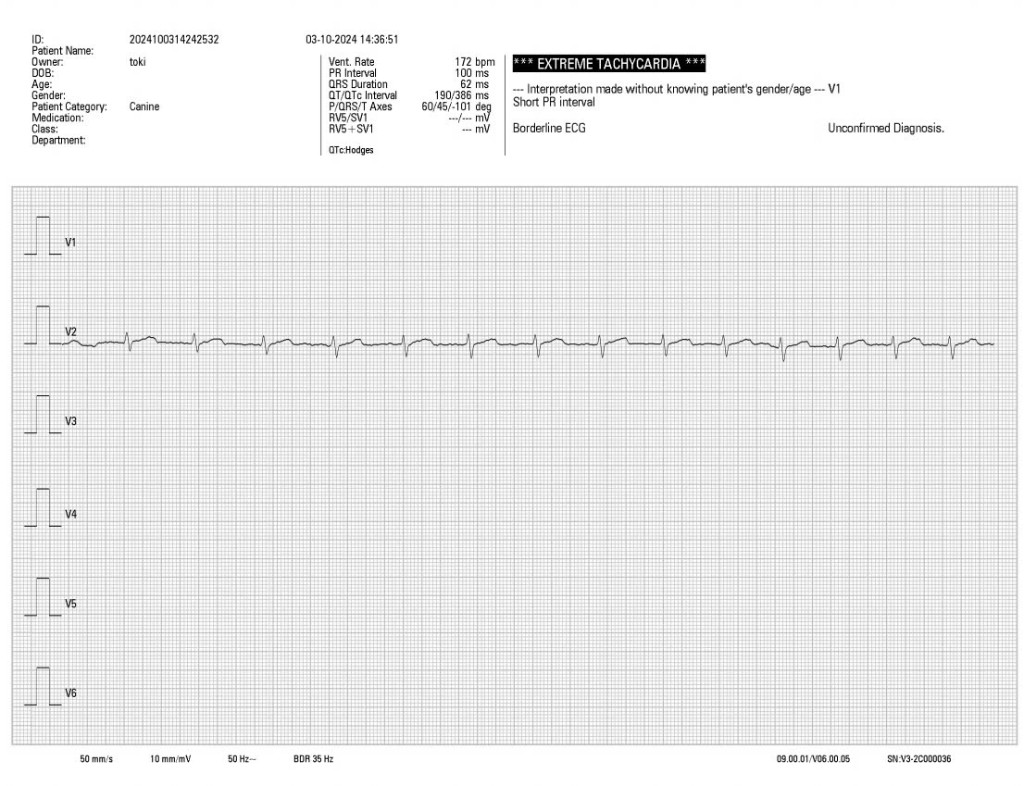 ID: 2024100314242532 03-10-2024 14:36:51
Patient Name:
Owner: toki
DOB:
Age:
Gender:
Patient Category: Canine
Medication:
Class:
Department:
Vent. Rate 172 bpm
PR Interval 100 ms
QRS Duration 62 ms
QT/QTc Interval 190/386 ms
P/QRS/T Axes 60/45/-101 deg
RV5/SV1 ---/--- mV
RV5+SV1 --- mV
QTc:Hodges
*** EXTREME TACHYCARDIA ***
--- Interpretation made without knowing patient's gender/age --- V1
Short PR interval
Borderline ECG Unconfirmed Diagnosis.
V1
V2
V3
V4
V5
V6
50 mm/s 10 mm/mV 50 Hz-- BDR 35 Hz 09.00.01/V06.00.05 SN:V3-2C000036